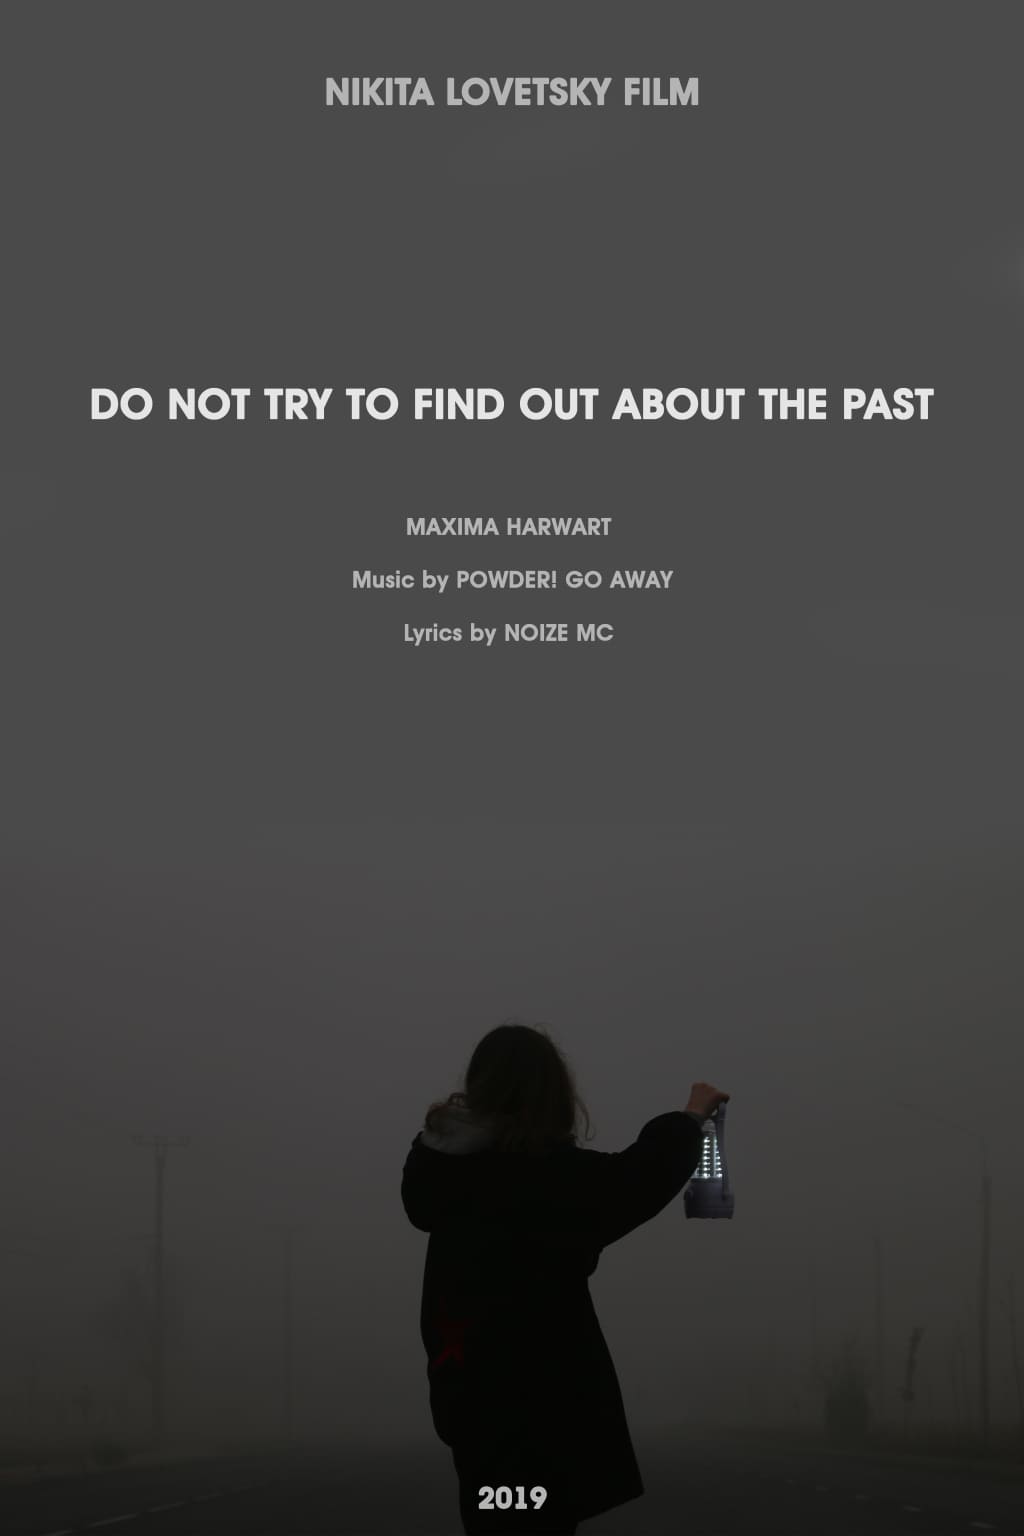 NIKITA LOVETSKY FILM
DO NOT TRY TO FIND OUT ABOUT THE PAST
MAXIMA HARWART
Music by POWDER! GO AWAY
Lyrics by NOIZE MC
2019